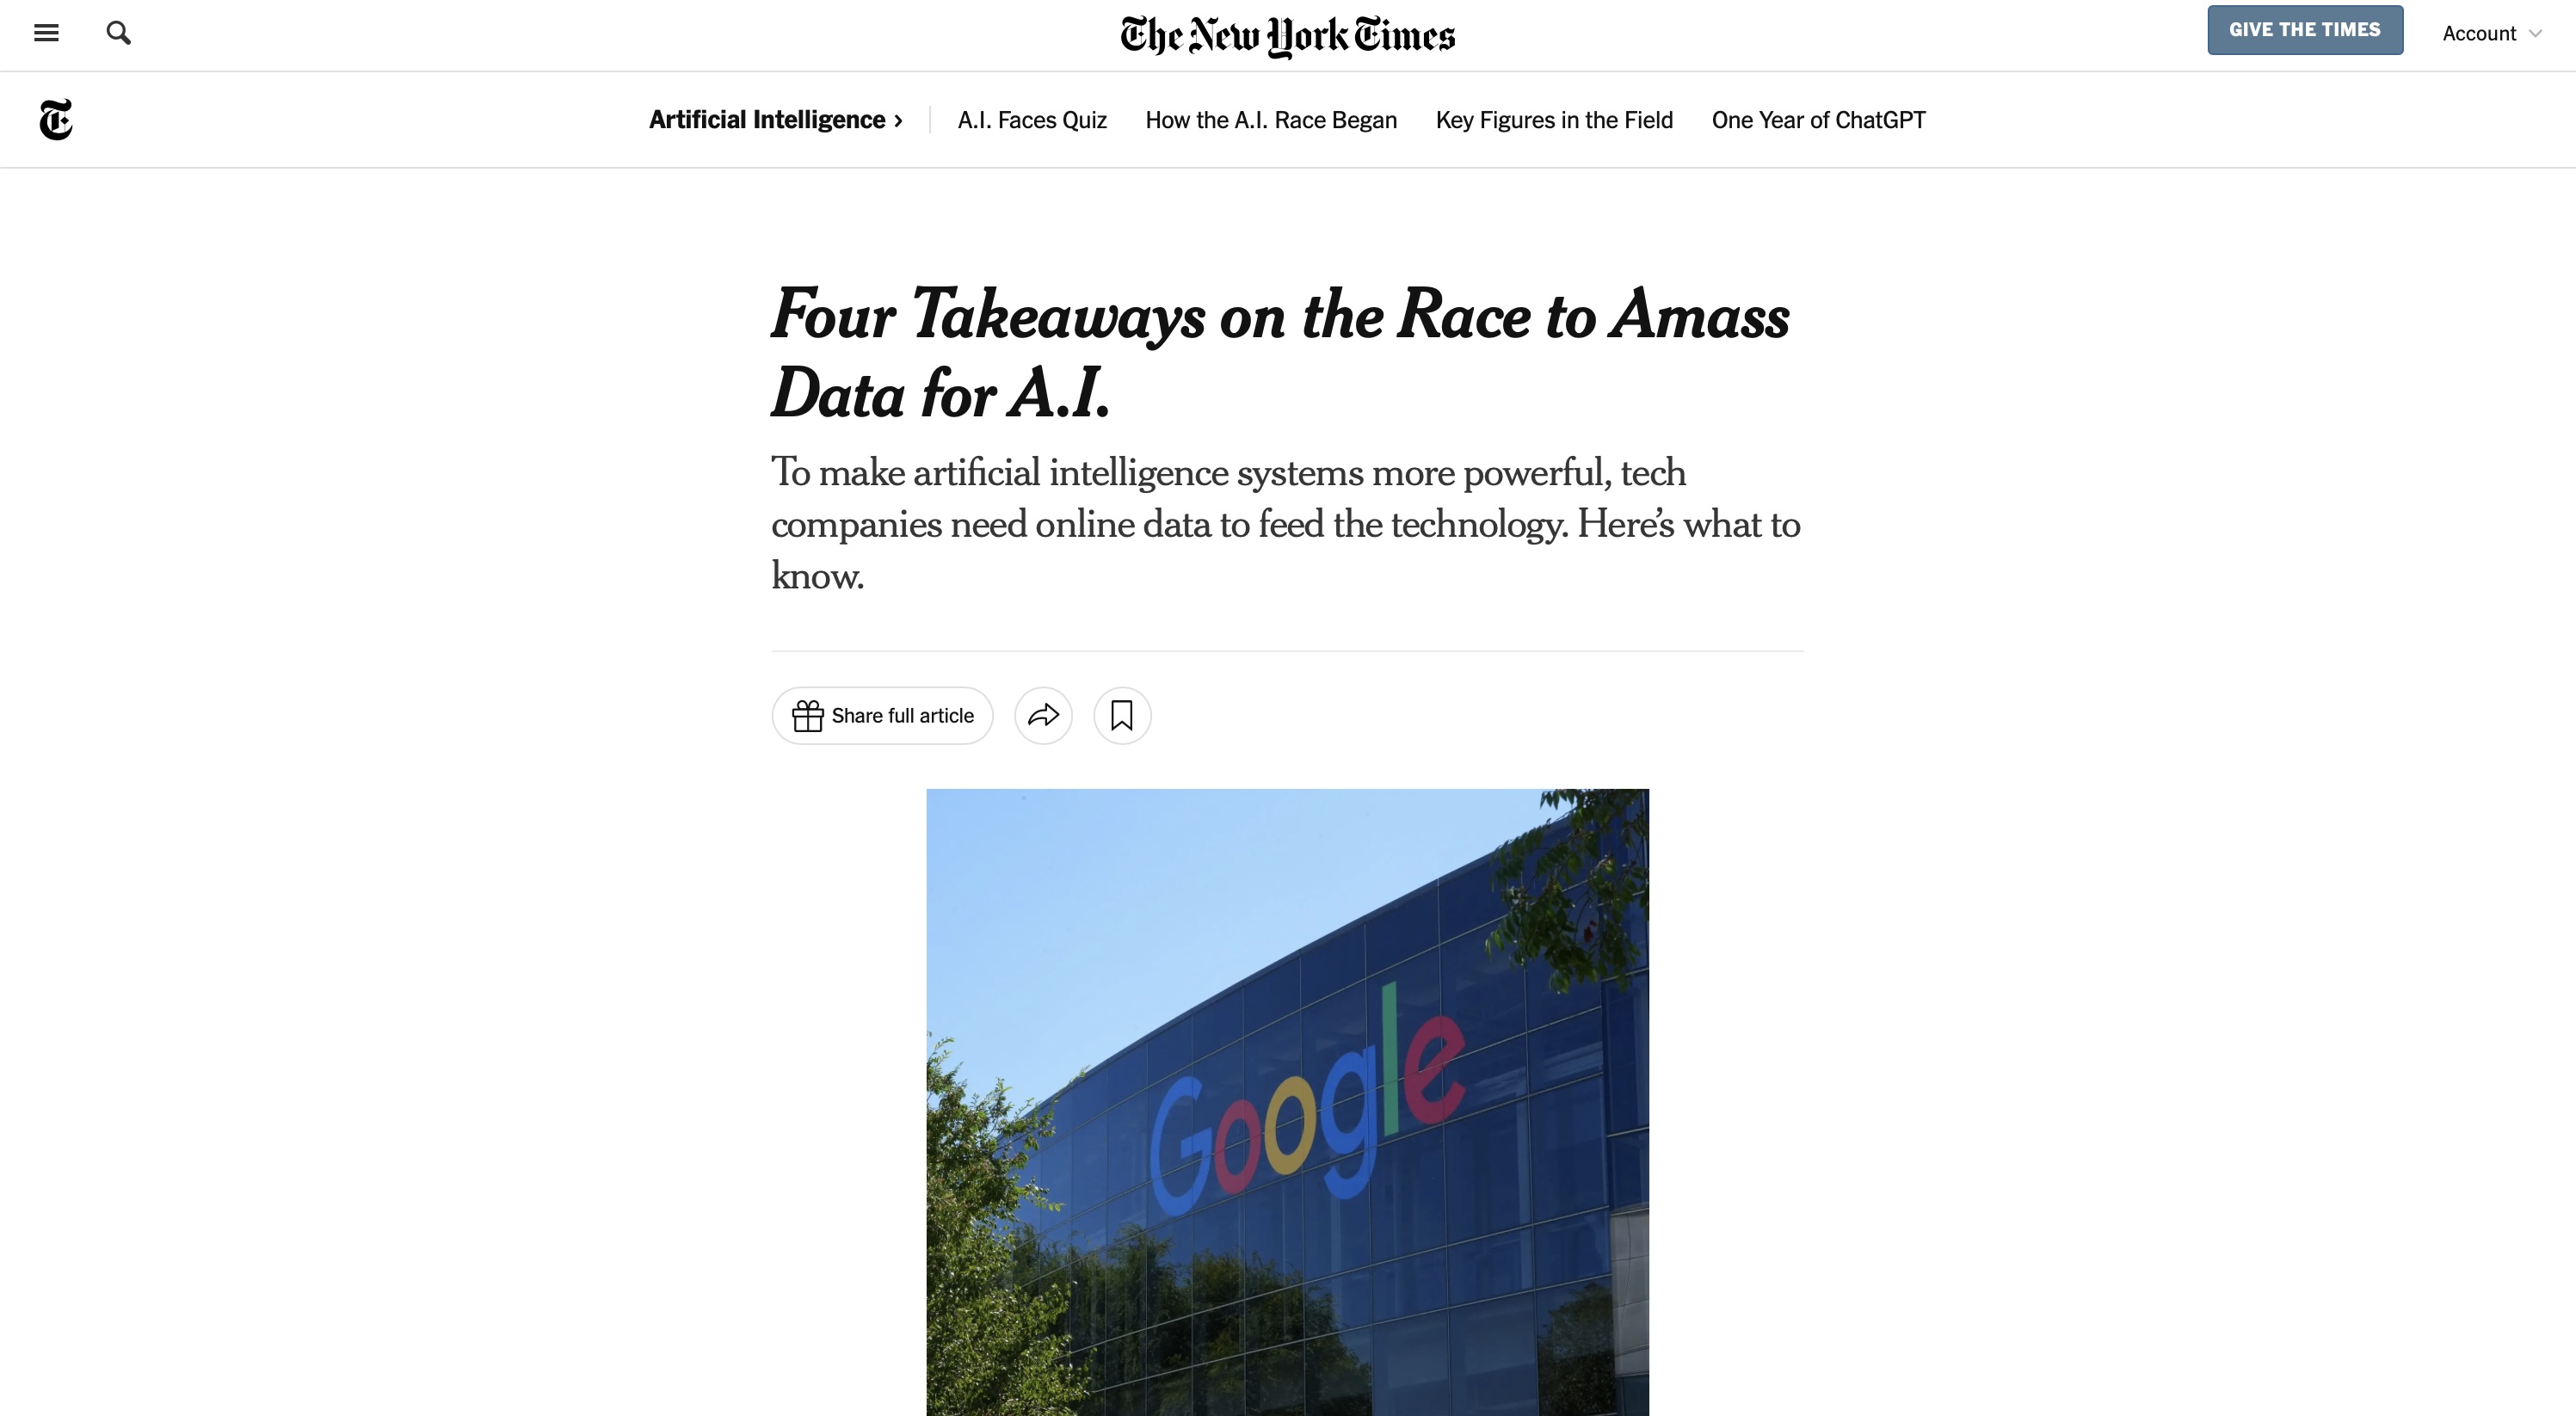 The New York Times
GIVE THE TIMES
Account
T
Artificial Intelligence ›
A.I. Faces Quiz
How the A.I. Race Began
Key Figures in the Field
One Year of ChatGPT
Four Takeaways on the Race to Amass
Data for A.I.
To make artificial intelligence systems more powerful, tech
companies need online data to feed the technology. Here’s what to
know.
Share full article
Google